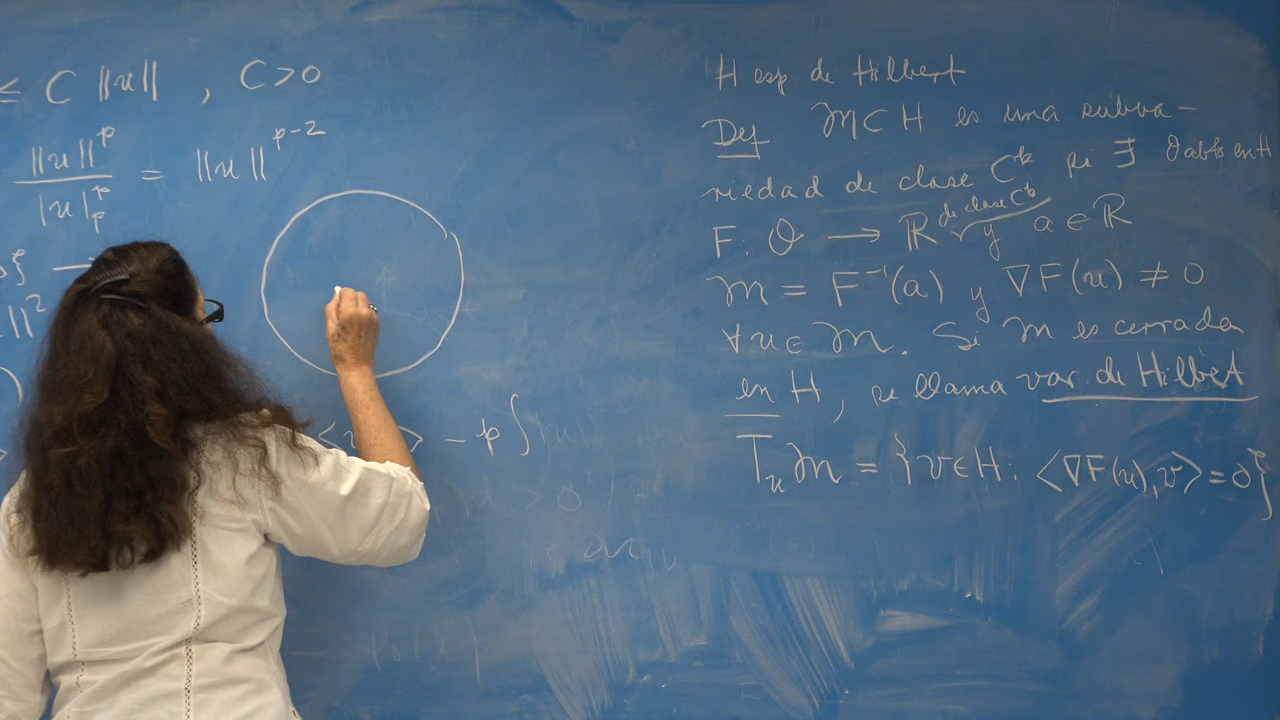 ≤ C ||u|| , C>0
||u||^p / |u|_p^p = ||u||^{p-2}
||^2
- p ∫
H esp. de Hilbert
Def. M ⊂ H es una subva-
riedad de clase C^k si ∃ O abto en H
F: O → R de clase C^k y a ∈ R
M = F^{-1}(a) y ∇F(u) ≠ 0
∀u ∈ M. Si M es cerrada
en H, se llama var. de Hilbert
T_u M = {v ∈ H: <∇F(u), v> = 0}